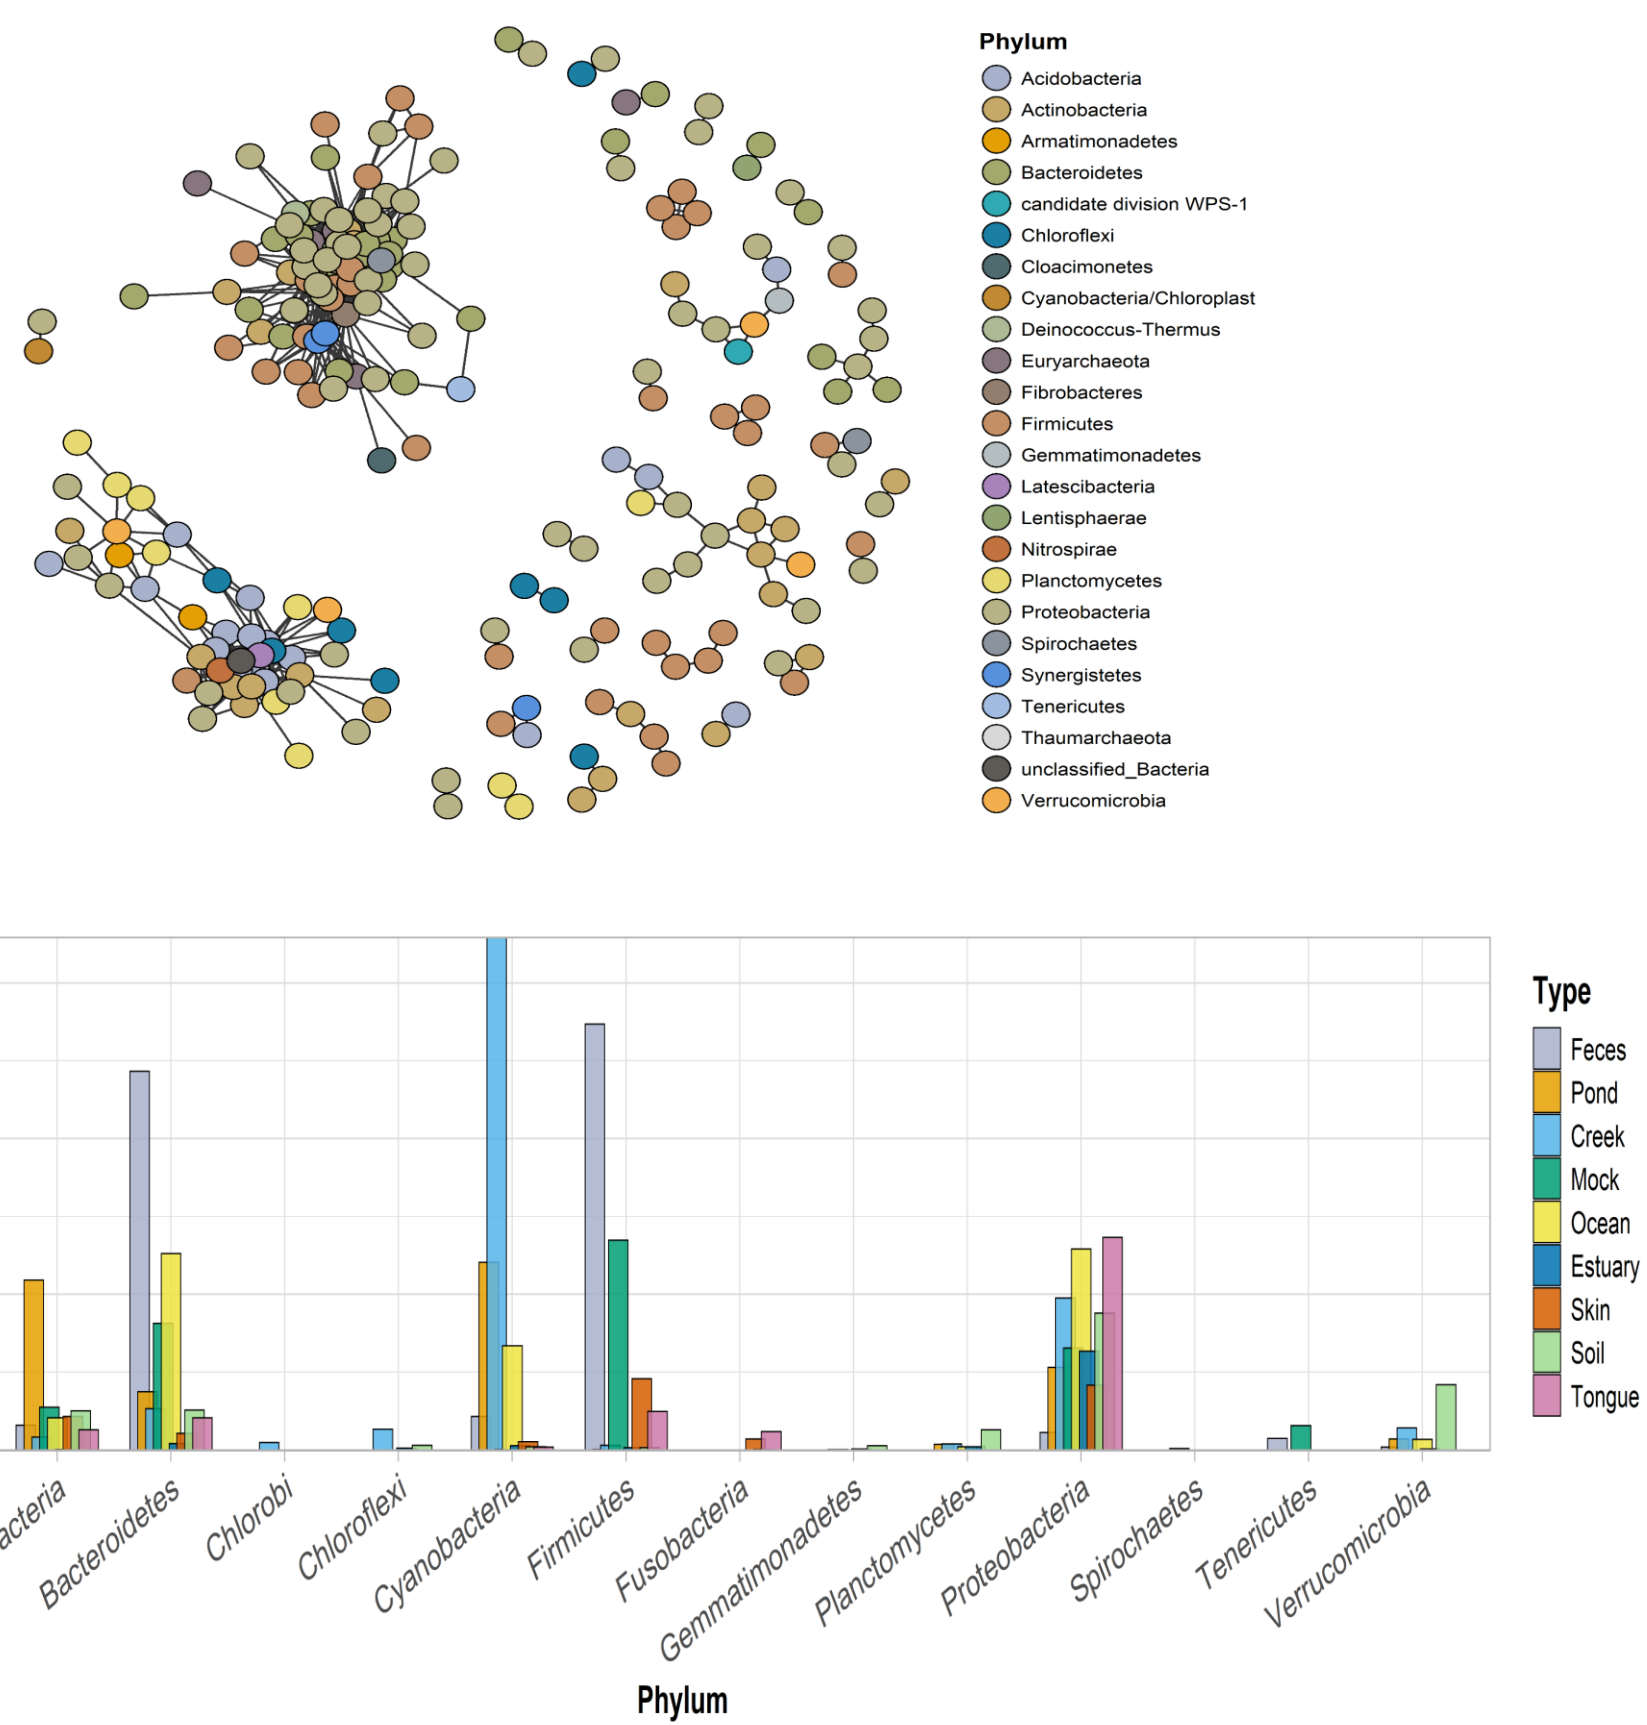 Phylum
Acidobacteria
Actinobacteria
Armatimonadetes
Bacteroidetes
candidate division WPS-1
Chloroflexi
Cloacimonetes
Cyanobacteria/Chloroplast
Deinococcus-Thermus
Euryarchaeota
Fibrobacteres
Firmicutes
Gemmatimonadetes
Latescibacteria
Lentisphaerae
Nitrospirae
Planctomycetes
Proteobacteria
Spirochaetes
Synergistetes
Tenericutes
Thaumarchaeota
unclassified_Bacteria
Verrucomicrobia
Type
Feces
Pond
Creek
Mock
Ocean
Estuary
Skin
Soil
Tongue
acteria
Bacteroidetes
Chlorobi
Chloroflexi
Cyanobacteria
Firmicutes
Fusobacteria
Gemmatimonadetes
Planctomycetes
Proteobacteria
Spirochaetes
Tenericutes
Verrucomicrobia
Phylum